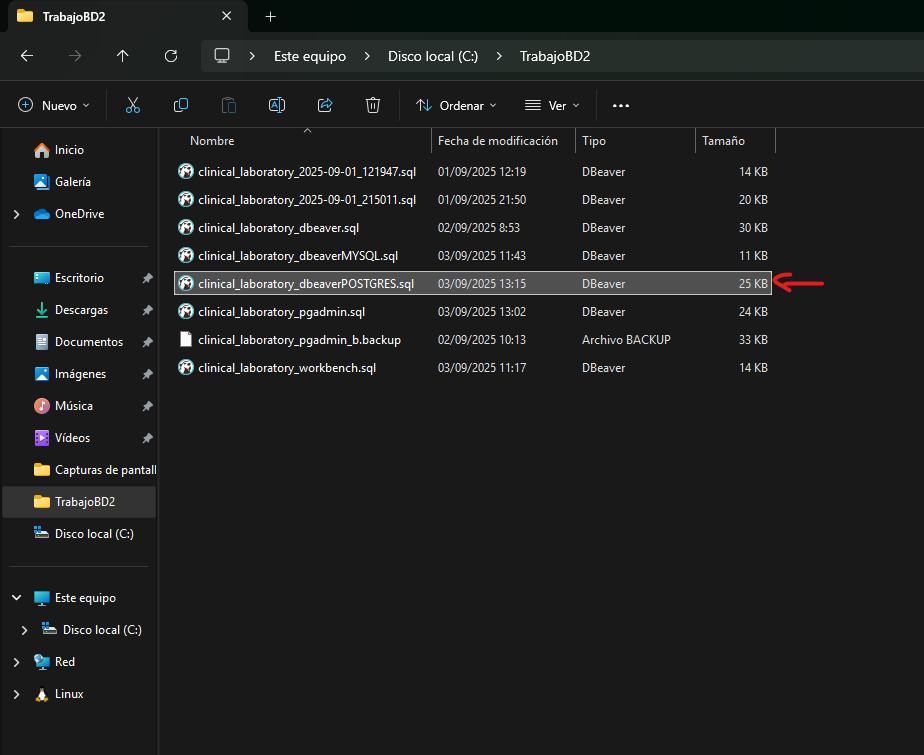 TrabajoBD2
Este equipo > Disco local (C:) > TrabajoBD2
Nuevo Ordenar Ver
Nombre Fecha de modificación Tipo Tamaño
clinical_laboratory_2025-09-01_121947.sql 01/09/2025 12:19 DBeaver 14 KB
clinical_laboratory_2025-09-01_215011.sql 01/09/2025 21:50 DBeaver 20 KB
clinical_laboratory_dbeaver.sql 02/09/2025 8:53 DBeaver 30 KB
clinical_laboratory_dbeaverMYSQL.sql 03/09/2025 11:43 DBeaver 11 KB
clinical_laboratory_dbeaverPOSTGRES.sql 03/09/2025 13:15 DBeaver 25 KB
clinical_laboratory_pgadmin.sql 03/09/2025 13:02 DBeaver 24 KB
clinical_laboratory_pgadmin_b.backup 02/09/2025 10:13 Archivo BACKUP 33 KB
clinical_laboratory_workbench.sql 03/09/2025 11:17 DBeaver 14 KB
Inicio
Galería
OneDrive
Escritorio
Descargas
Documentos
Imágenes
Música
Vídeos
Capturas de pantall
TrabajoBD2
Disco local (C:)
Este equipo
Disco local (C:)
Red
Linux